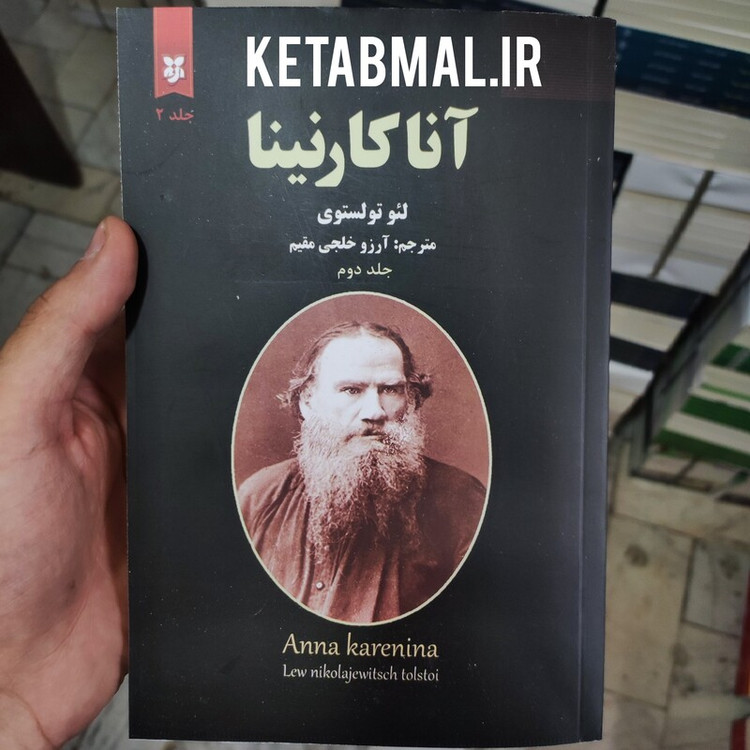 KETABMAL.IR
جلد ۲
آنا کارنینا
لئو تولستوی
مترجم: آرزو خلجی مقیم
جلد دوم
Anna karenina
Lew nikolajewitsch tolstoi